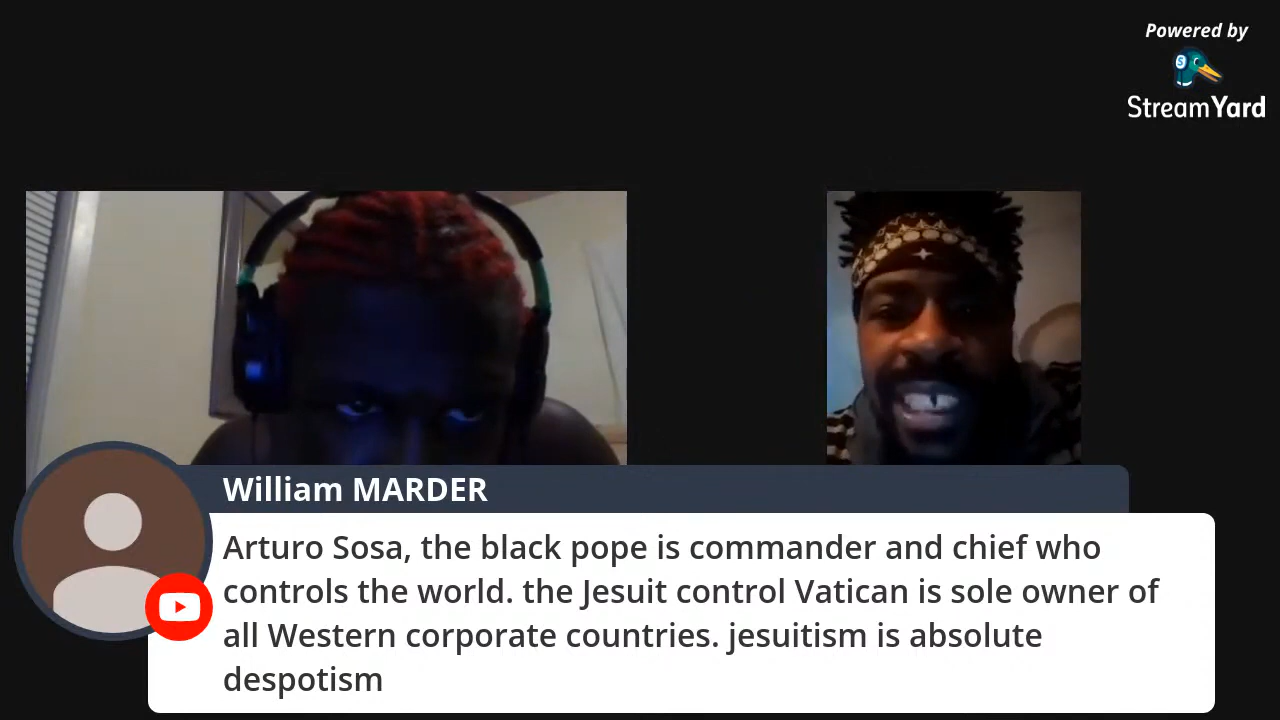 Powered by
StreamYard
William MARDER
Arturo Sosa, the black pope is commander and chief who
controls the world. the Jesuit control Vatican is sole owner of
all Western corporate countries. jesuitism is absolute
despotism